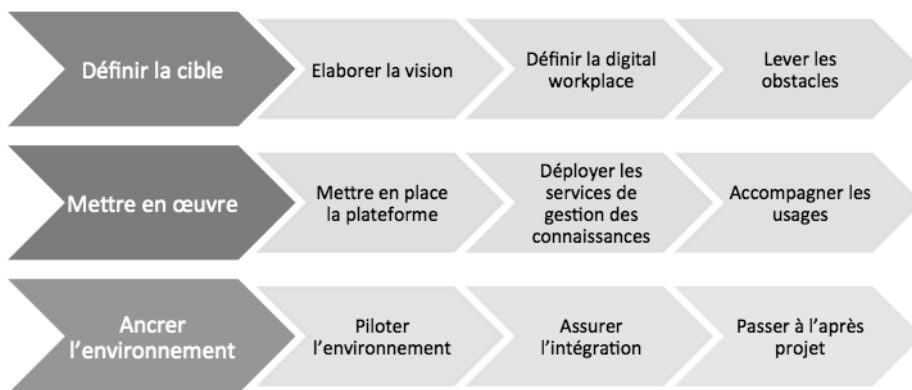 Définir la cible
Elaborer la vision
Définir la digital
workplace
Lever les
obstacles
Mettre en œuvre
Mettre en place
la plateforme
Déployer les
services de
gestion des
connaissances
Accompagner les
usages
Ancrer
l’environnement
Piloter
l’environnement
Assurer
l’intégration
Passer à l’après
projet